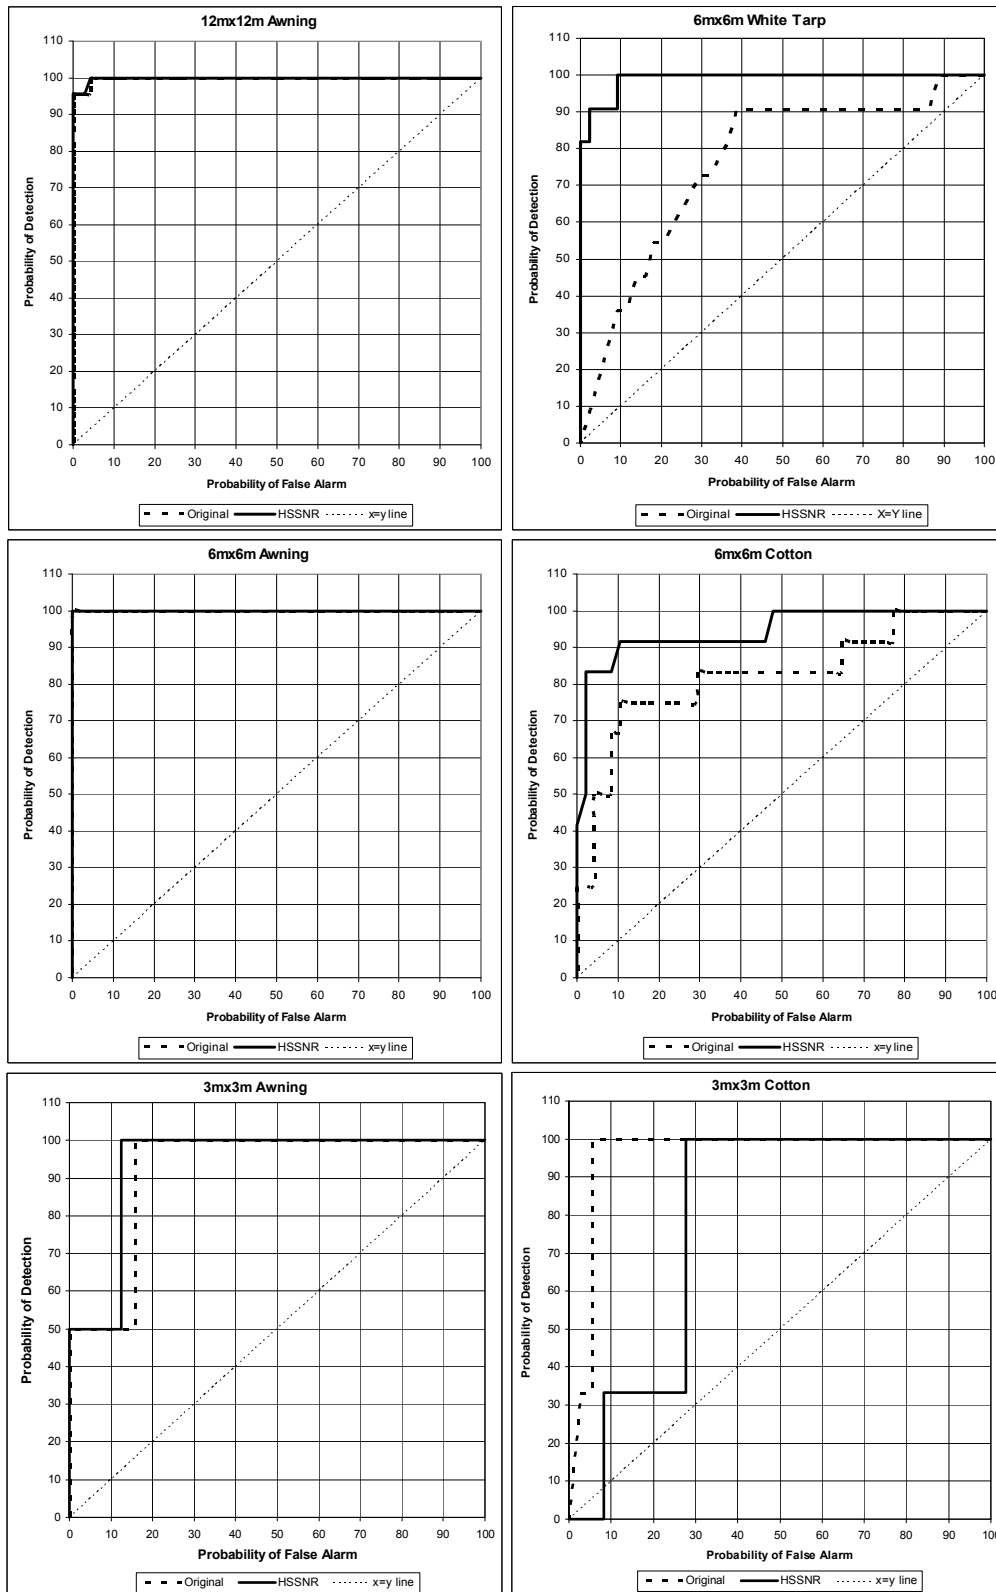 12mx12m Awning
110
100
90
80
70
60
50
40
30
20
10
0
Probability of Detection
0 10 20 30 40 50 60 70 80 90 100
Probability of False Alarm
Original HSSNR x=y line
6mx6m White Tarp
110
100
90
80
70
60
50
40
30
20
10
0
Probability of Detection
0 10 20 30 40 50 60 70 80 90 100
Probability of False Alarm
Oirginal HSSNR X=Y line
6mx6m Awning
110
100
90
80
70
60
50
40
30
20
10
0
Probability of Detection
0 10 20 30 40 50 60 70 80 90 100
Probability of False Alarm
Original HSSNR x=y line
6mx6m Cotton
110
100
90
80
70
60
50
40
30
20
10
0
Probability of Detection
0 10 20 30 40 50 60 70 80 90 100
Probability of False Alarm
Original HSSNR x=y line
3mx3m Awning
110
100
90
80
70
60
50
40
30
20
10
0
Probability of Detection
0 10 20 30 40 50 60 70 80 90 100
Probability of False Alarm
Original HSSNR x=y line
3mx3m Cotton
110
100
90
80
70
60
50
40
30
20
10
0
Probability of Detection
0 10 20 30 40 50 60 70 80 90 100
Probability of False Alarm
Original HSSNR x=y line